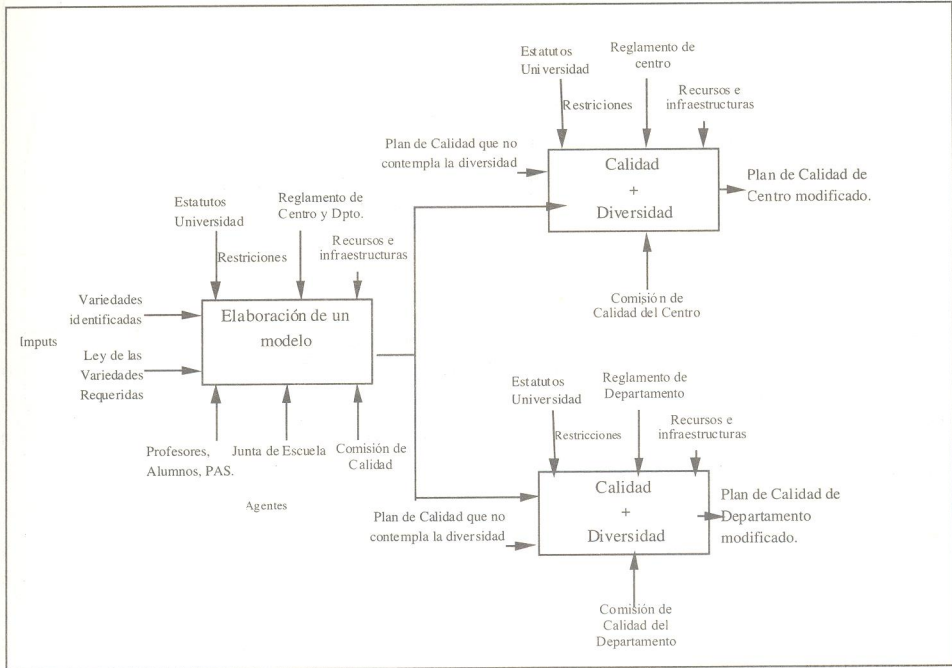 Estatutos
Universidad
Reglamento de
centro
Restriciones
Recursos e
infraestructuras
Plan de Calidad que no
contempla la diversidad
Calidad
+
Diversidad
Plan de Calidad de
Centro modificado.
Comisión de
Calidad del Centro
Estatutos
Universidad
Reglamento de
Centro y Dpto.
Restriciones
Recursos e
infraestructuras
Variedades
identificadas
Imputs
Ley de las
Variedades
Requeridas
Elaboración de un
modelo
Profesores,
Alumnos, PAS.
Junta de Escuela
Comisión de
Calidad
Agentes
Estatutos
Universidad
Reglamento de
Departamento
Restricciones
Recursos e
infraestructuras
Plan de Calidad que no
contempla la diversidad
Calidad
+
Diversidad
Plan de Calidad de
Departamento
modificado.
Comisión de
Calidad del
Departamento